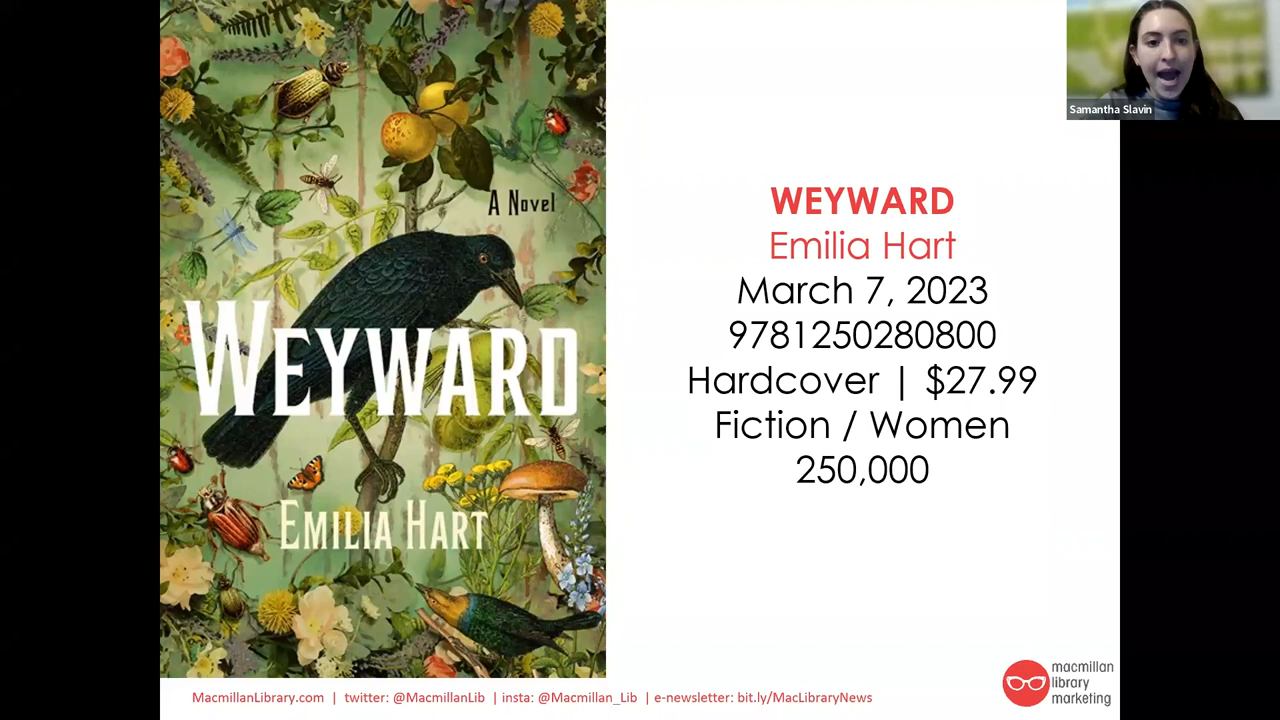 A Novel
WEYWARD
EMILIA HART
WEYWARD
Emilia Hart
March 7, 2023
9781250280800
Hardcover | $27.99
Fiction / Women
250,000
Samantha Slavin
MacmillanLibrary.com | twitter: @MacmillanLib | insta: @Macmillan_Lib | e-newsletter: bit.ly/MacLibraryNews
macmillan
library
marketing